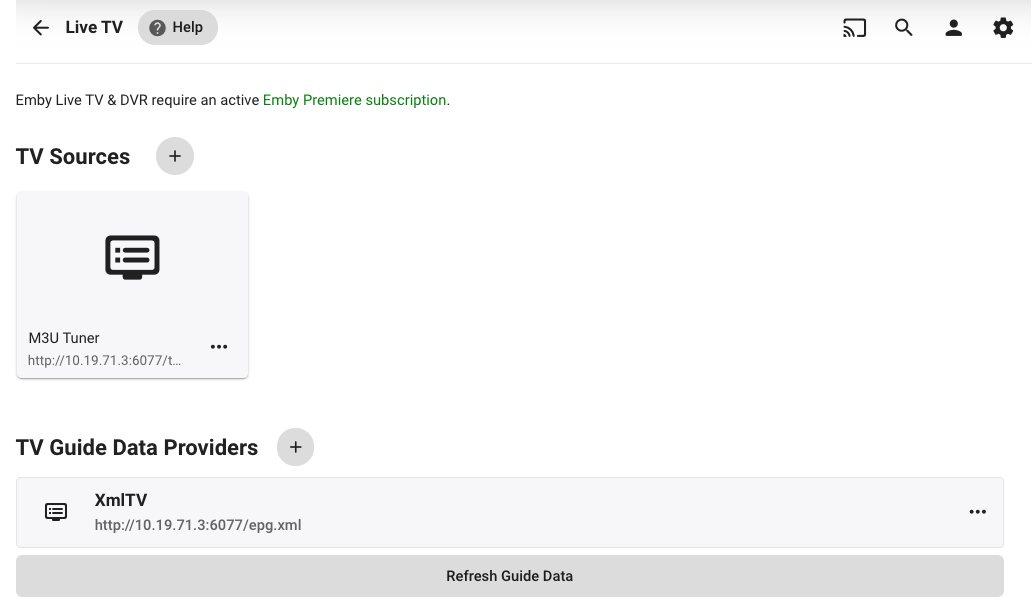 Live TV
Help
Emby Live TV & DVR require an active Emby Premiere subscription.
TV Sources
M3U Tuner
http://10.19.71.3:6077/t...
TV Guide Data Providers
XmlTV
http://10.19.71.3:6077/epg.xml
Refresh Guide Data